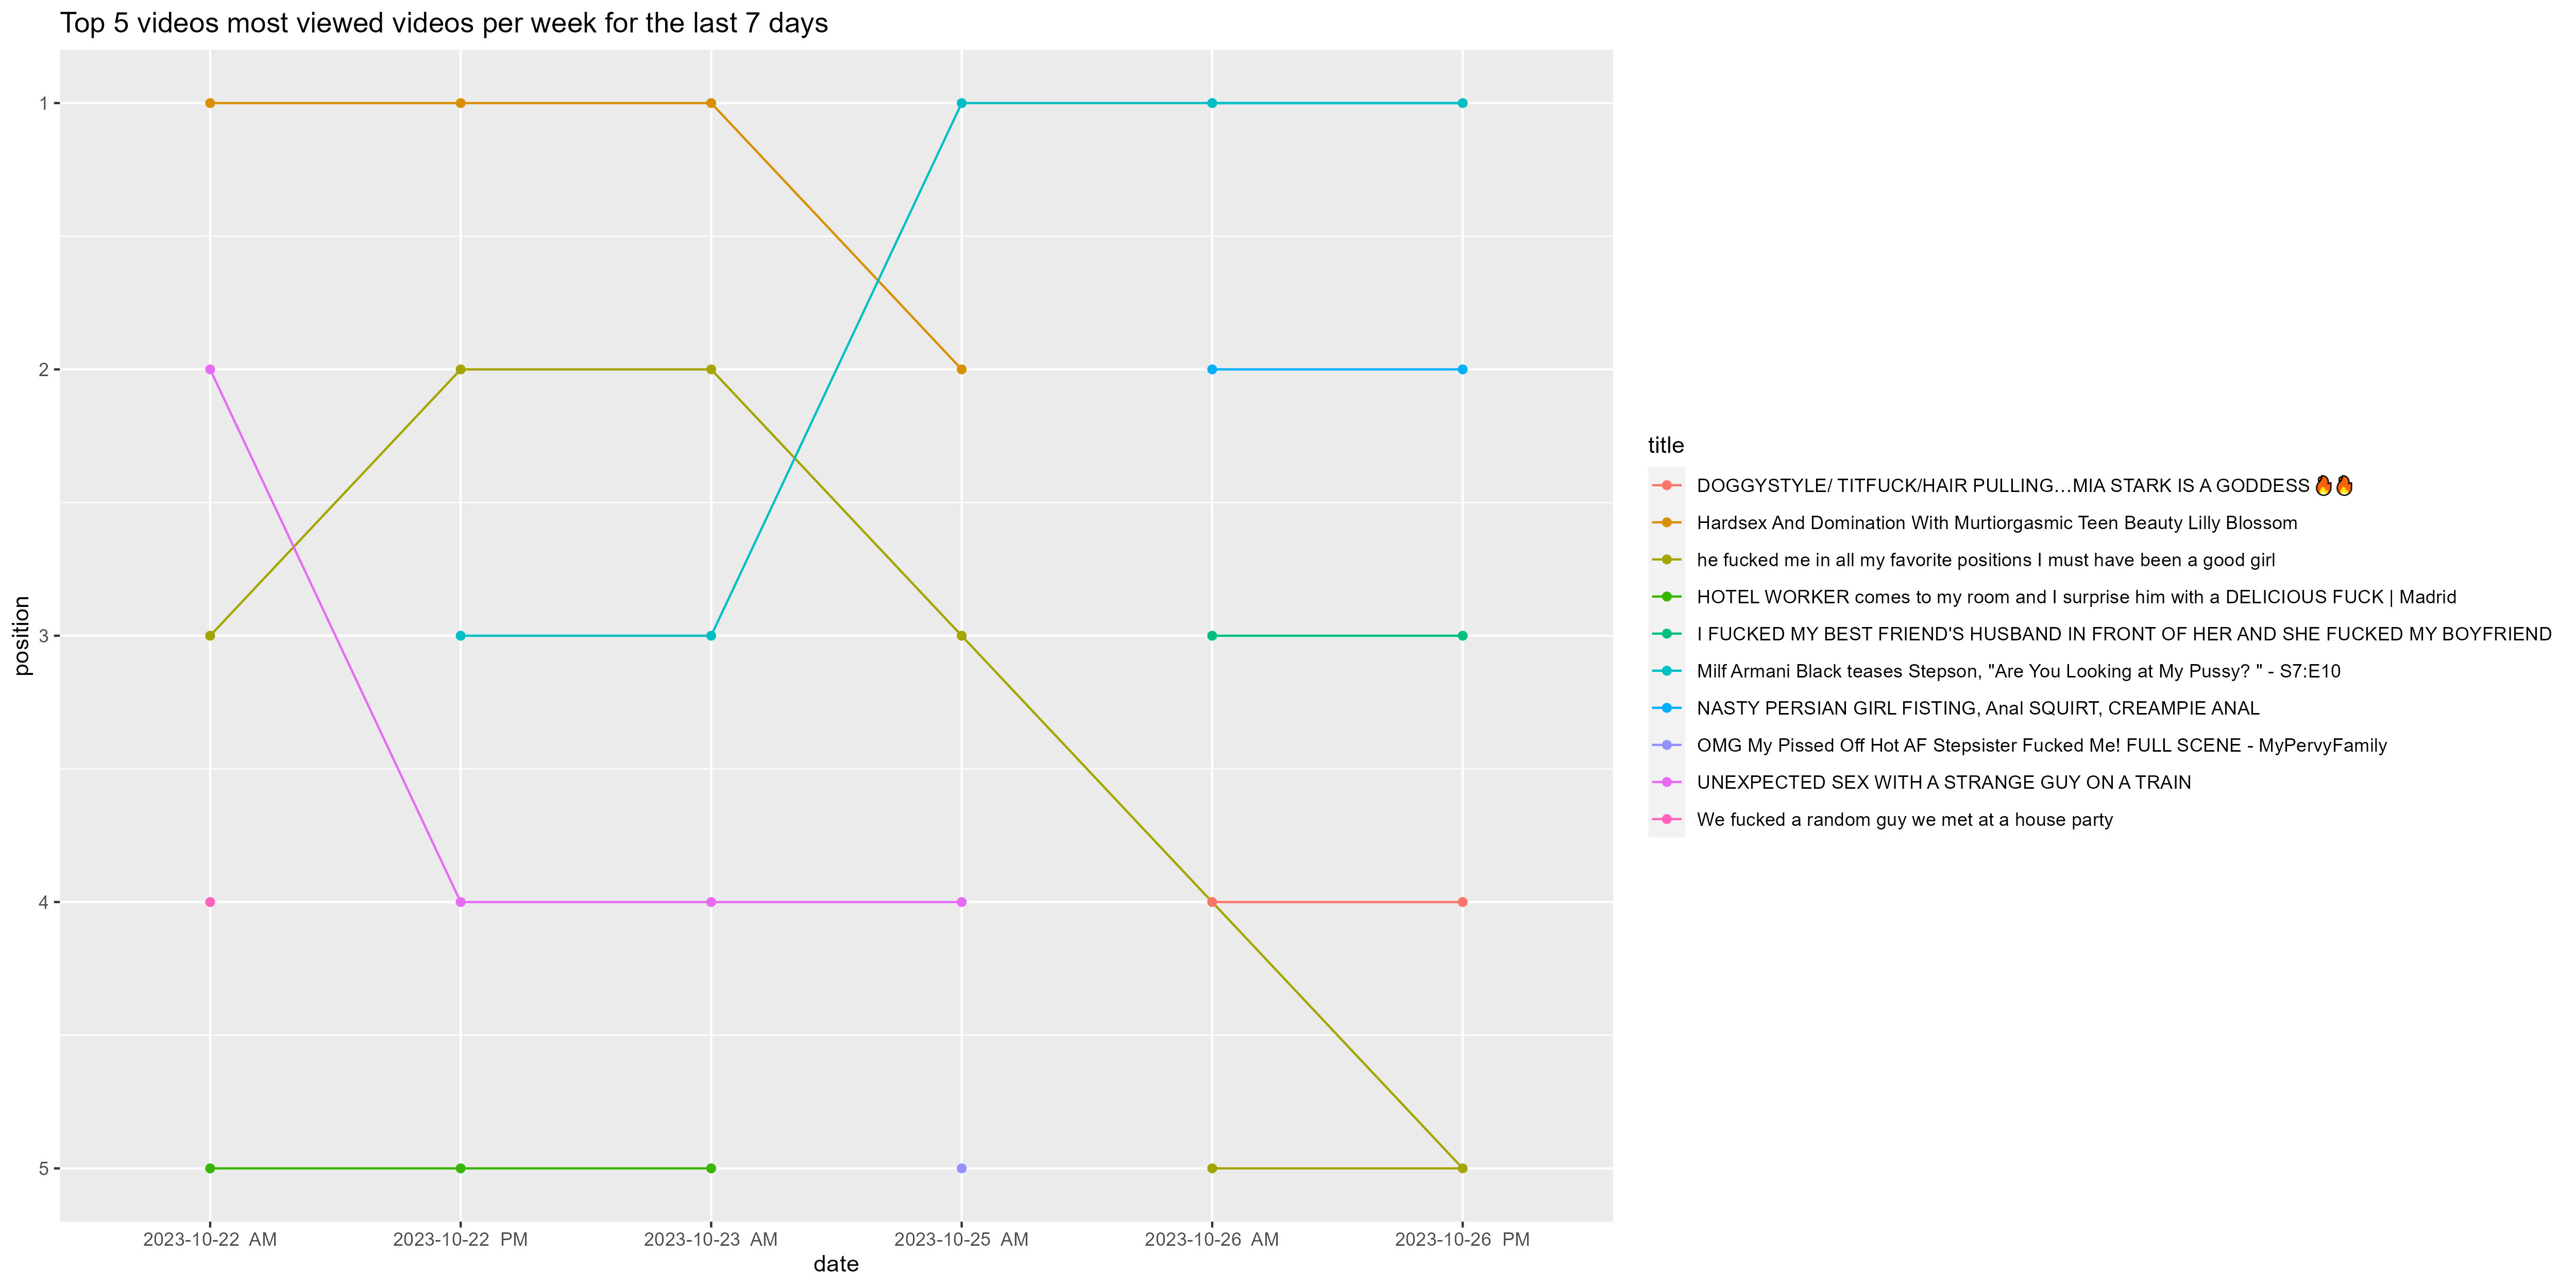 Top 5 videos most viewed videos per week for the last 7 days
position
1
2
3
4
5
2023-10-22 AM
2023-10-22 PM
2023-10-23 AM
2023-10-25 AM
2023-10-26 AM
2023-10-26 PM
date
title
DOGGYSTYLE/ TITFUCK/HAIR PULLING…MIA STARK IS A GODDESS 🔥🔥
Hardsex And Domination With Murtiorgasmic Teen Beauty Lilly Blossom
he fucked me in all my favorite positions I must have been a good girl
HOTEL WORKER comes to my room and I surprise him with a DELICIOUS FUCK | Madrid
I FUCKED MY BEST FRIEND'S HUSBAND IN FRONT OF HER AND SHE FUCKED MY BOYFRIEND
Milf Armani Black teases Stepson, "Are You Looking at My Pussy? " - S7:E10
NASTY PERSIAN GIRL FISTING, Anal SQUIRT, CREAMPIE ANAL
OMG My Pissed Off Hot AF Stepsister Fucked Me! FULL SCENE - MyPervyFamily
UNEXPECTED SEX WITH A STRANGE GUY ON A TRAIN
We fucked a random guy we met at a house party